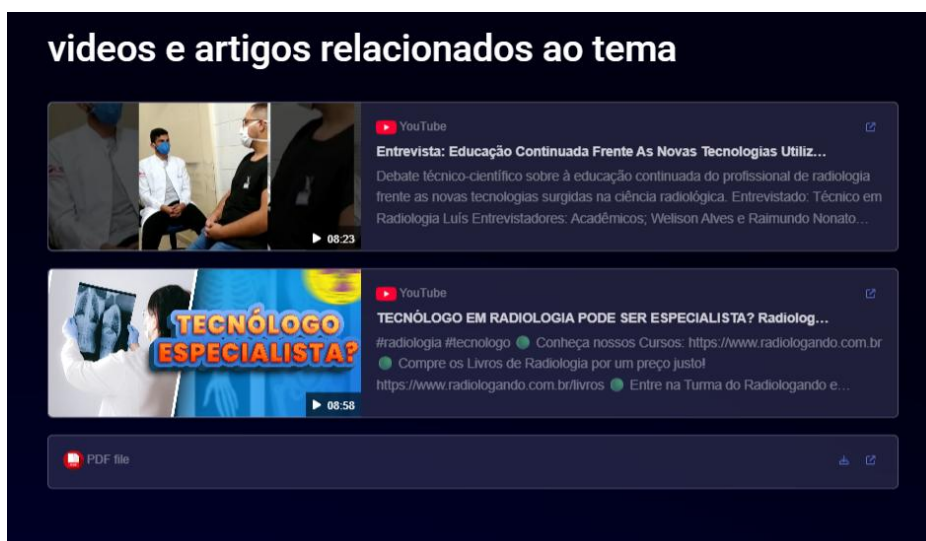 videos e artigos relacionados ao tema
YouTube
Entrevista: Educação Continuada Frente As Novas Tecnologias Utiliz...
Debate técnico-científico sobre à educação continuada do profissional de radiologia
frente as novas tecnologias surgidas na ciência radiológica. Entrevistado: Técnico em
Radiologia Luís Entrevistadores: Acadêmicos; Welison Alves e Raimundo Nonato...
08:23
YouTube
TECNÓLOGO EM RADIOLOGIA PODE SER ESPECIALISTA? Radiolog...
#radiologia #tecnologo Conheça nossos Cursos: https://www.radiologando.com.br
Compre os Livros de Radiologia por um preço justo!
https://www.radiologando.com.br/livros Entre na Turma do Radiologando e...
TECNÓLOGO
ESPECIALISTA?
08:58
PDF file